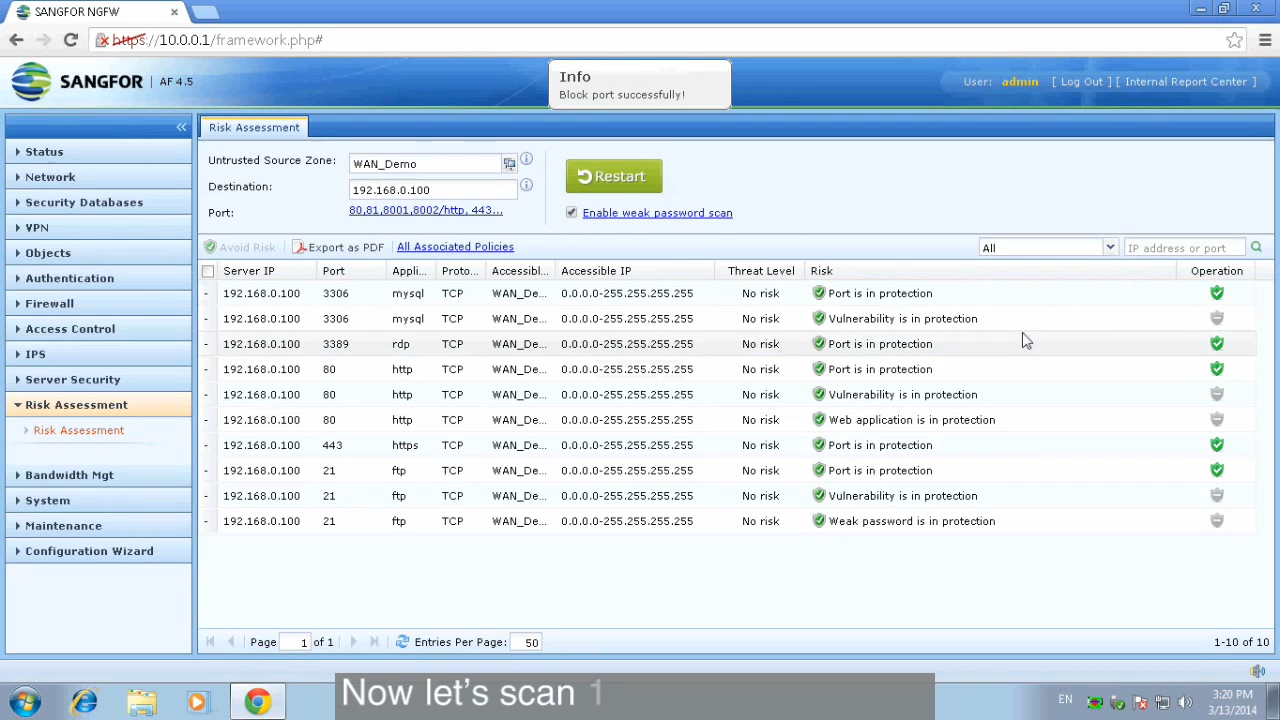 SANGFOR NGFW
https://10.0.0.1/framework.php#
SANGFOR | AF 4.5
Info
Block port successfully!
User: admin [ Log Out ] [ Internal Report Center ]
Status
Network
Security Databases
VPN
Objects
Authentication
Firewall
Access Control
IPS
Server Security
Risk Assessment
Risk Assessment
Bandwidth Mgt
System
Maintenance
Configuration Wizard
Risk Assessment
Untrusted Source Zone: WAN_Demo
Destination: 192.168.0.100
Port: 80,81,8001,8002/http, 443...
Restart
Enable weak password scan
Avoid Risk Export as PDF All Associated Policies All IP address or port
Server IP Port Appli... Proto... Accessibl... Accessible IP Threat Level Risk Operation
- 192.168.0.100 3306 mysql TCP WAN_De... 0.0.0.0-255.255.255.255 No risk Port is in protection
- 192.168.0.100 3306 mysql TCP WAN_De... 0.0.0.0-255.255.255.255 No risk Vulnerability is in protection
- 192.168.0.100 3389 rdp TCP WAN_De... 0.0.0.0-255.255.255.255 No risk Port is in protection
- 192.168.0.100 80 http TCP WAN_De... 0.0.0.0-255.255.255.255 No risk Port is in protection
- 192.168.0.100 80 http TCP WAN_De... 0.0.0.0-255.255.255.255 No risk Vulnerability is in protection
- 192.168.0.100 80 http TCP WAN_De... 0.0.0.0-255.255.255.255 No risk Web application is in protection
- 192.168.0.100 443 https TCP WAN_De... 0.0.0.0-255.255.255.255 No risk Port is in protection
- 192.168.0.100 21 ftp TCP WAN_De... 0.0.0.0-255.255.255.255 No risk Port is in protection
- 192.168.0.100 21 ftp TCP WAN_De... 0.0.0.0-255.255.255.255 No risk Vulnerability is in protection
- 192.168.0.100 21 ftp TCP WAN_De... 0.0.0.0-255.255.255.255 No risk Weak password is in protection
Page 1 of 1 Entries Per Page: 50 1-10 of 10
Now let's scan 1
EN
3:20 PM
3/13/2014